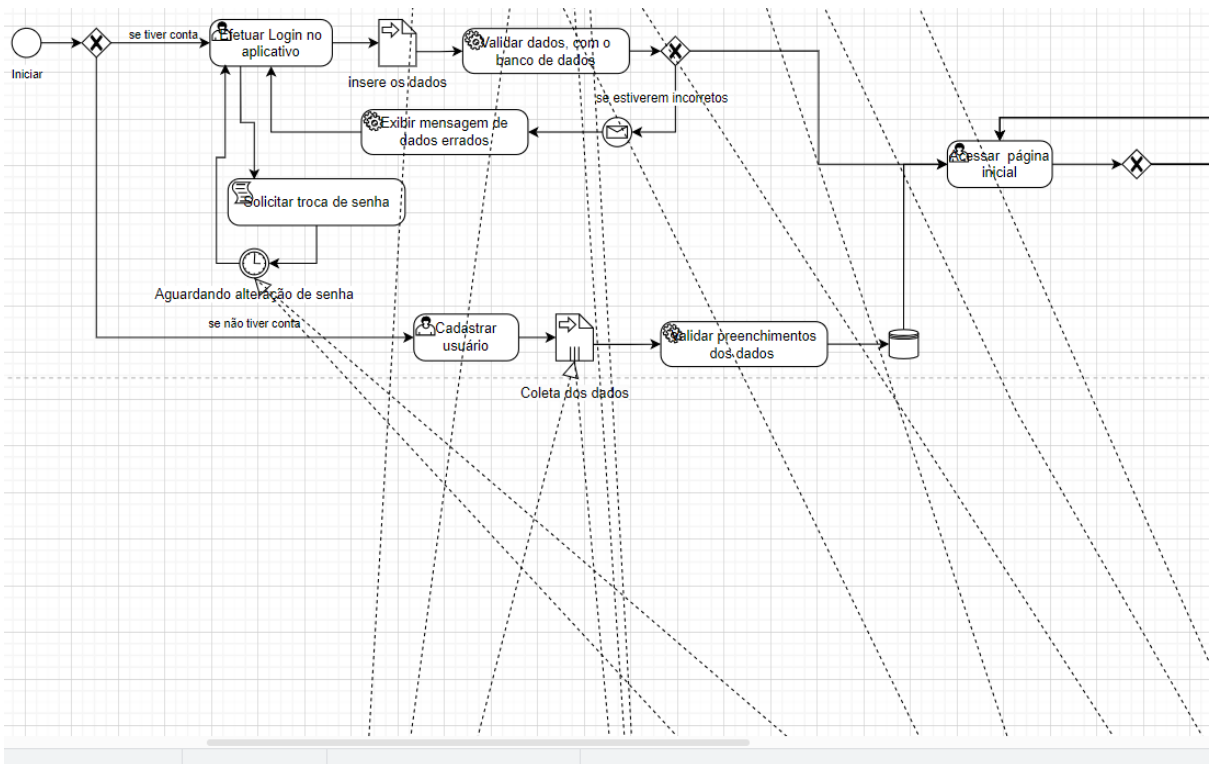 se tiver conta
Efetuar Login no
aplicativo
Iniciar
insere os dados
Validar dados, com o
banco de dados
se estiverem incorretos
Exibir mensagem de
dados errados
Acessar página
inicial
Solicitar troca de senha
Aguardando alteração de senha
se não tiver conta
Cadastrar
usuário
Validar preenchimentos
dos dados
Coleta dos dados